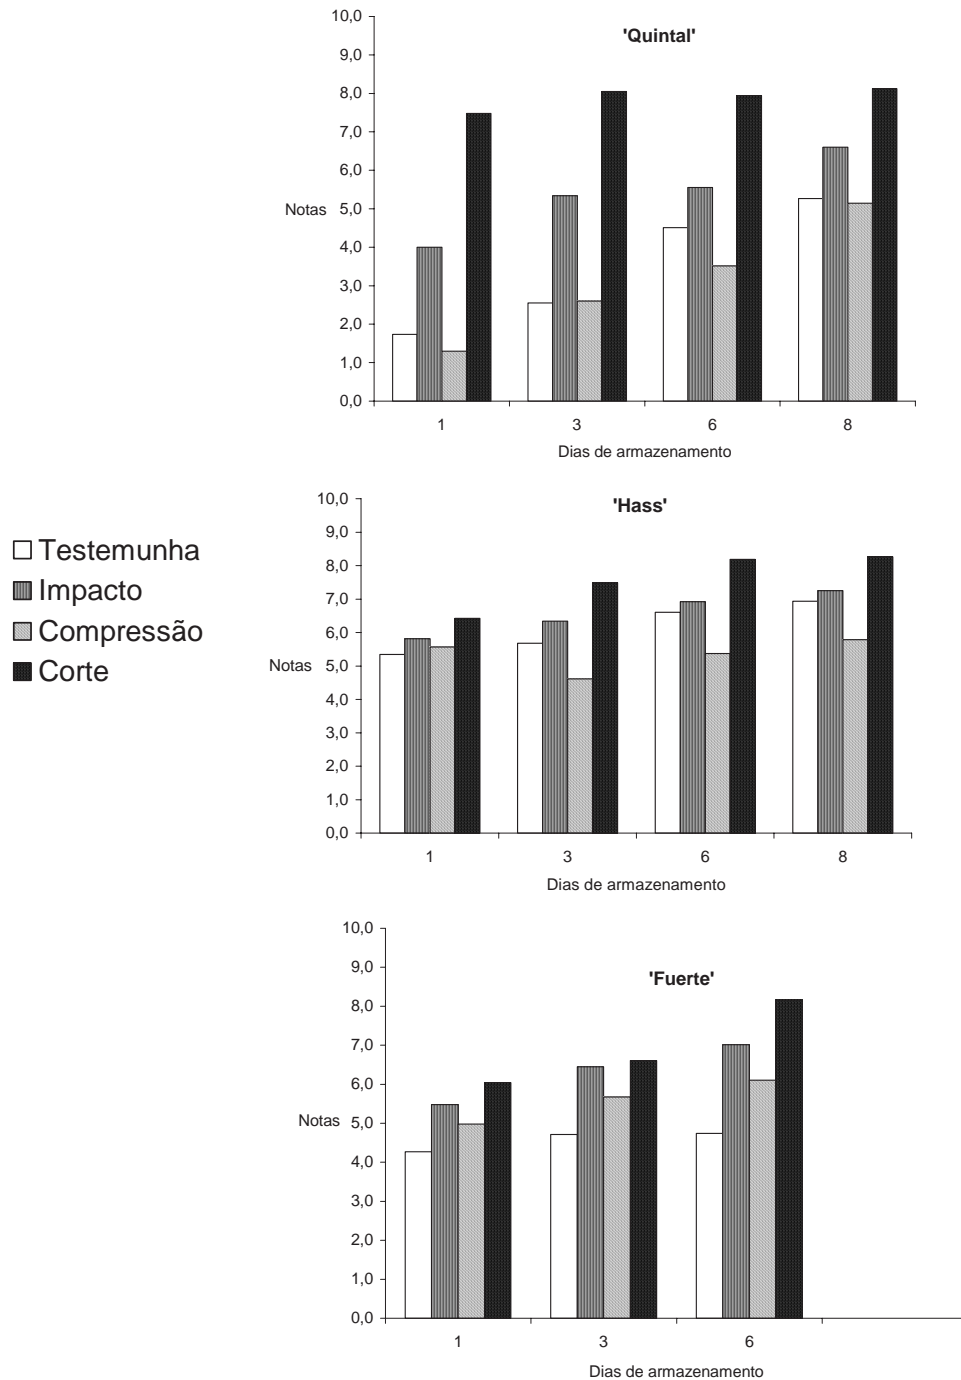 'Quintal'
10,0
9,0
8,0
7,0
6,0
5,0
4,0
3,0
2,0
1,0
0,0
Notas
1 3 6 8
Dias de armazenamento
Testemunha
Impacto
Compressão
Corte
'Hass'
10,0
9,0
8,0
7,0
6,0
5,0
4,0
3,0
2,0
1,0
0,0
Notas
1 3 6 8
Dias de armazenamento
'Fuerte'
10,0
9,0
8,0
7,0
6,0
5,0
4,0
3,0
2,0
1,0
0,0
Notas
1 3 6
Dias de armazenamento